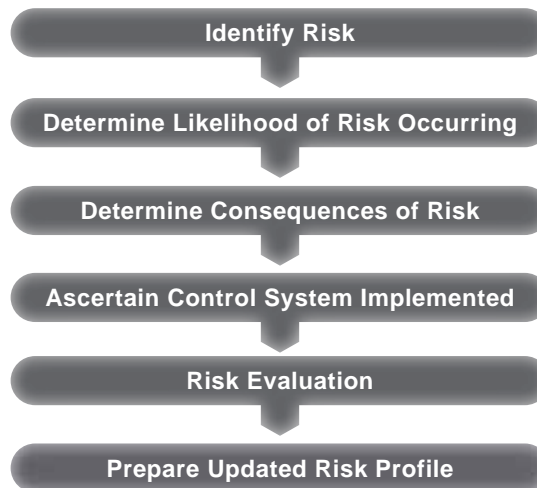 Identify Risk
Determine Likelihood of Risk Occurring
Determine Consequences of Risk
Ascertain Control System Implemented
Risk Evaluation
Prepare Updated Risk Profile